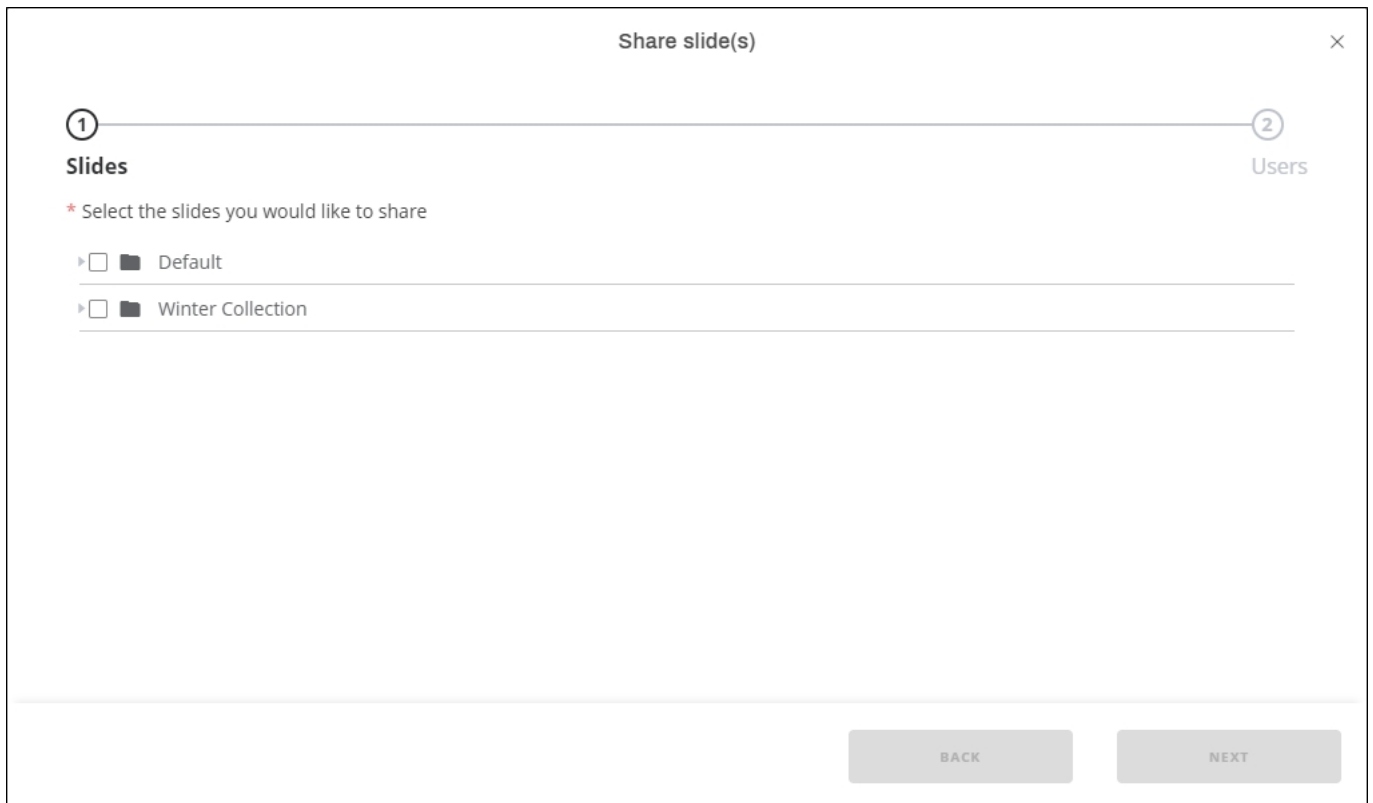 Share slide(s)
1
2
Slides
Users
* Select the slides you would like to share
Default
Winter Collection
BACK
NEXT